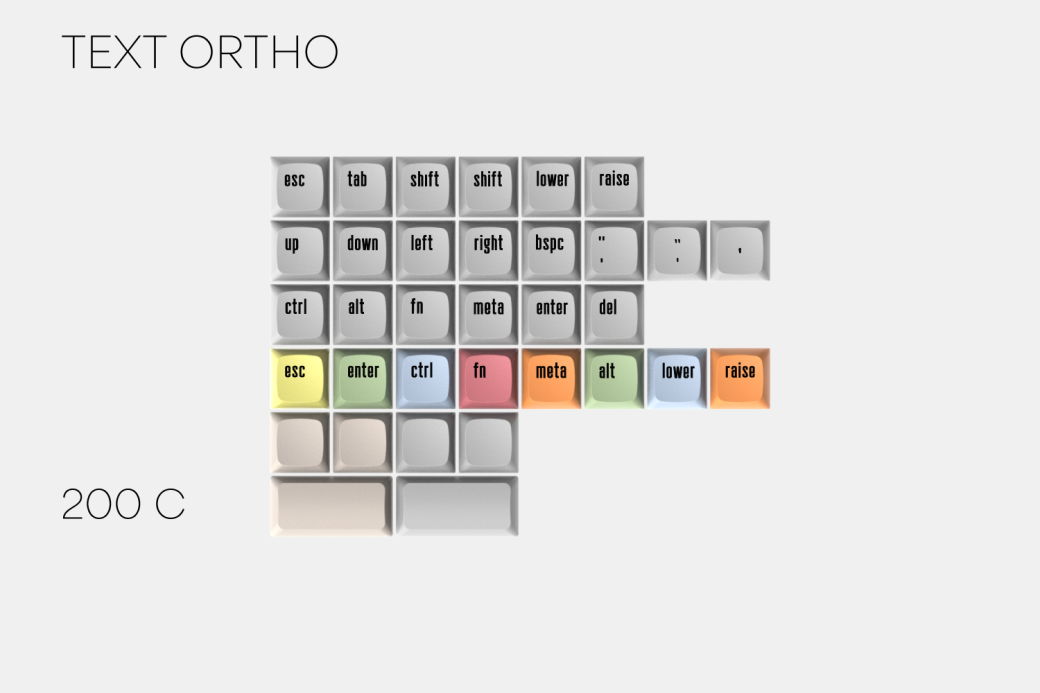 TEXT ORTHO
esc tab shift shift lower raise
up down left right bspc " ' " ' '
ctrl alt fn meta enter del
esc enter ctrl fn meta alt lower raise
200 C